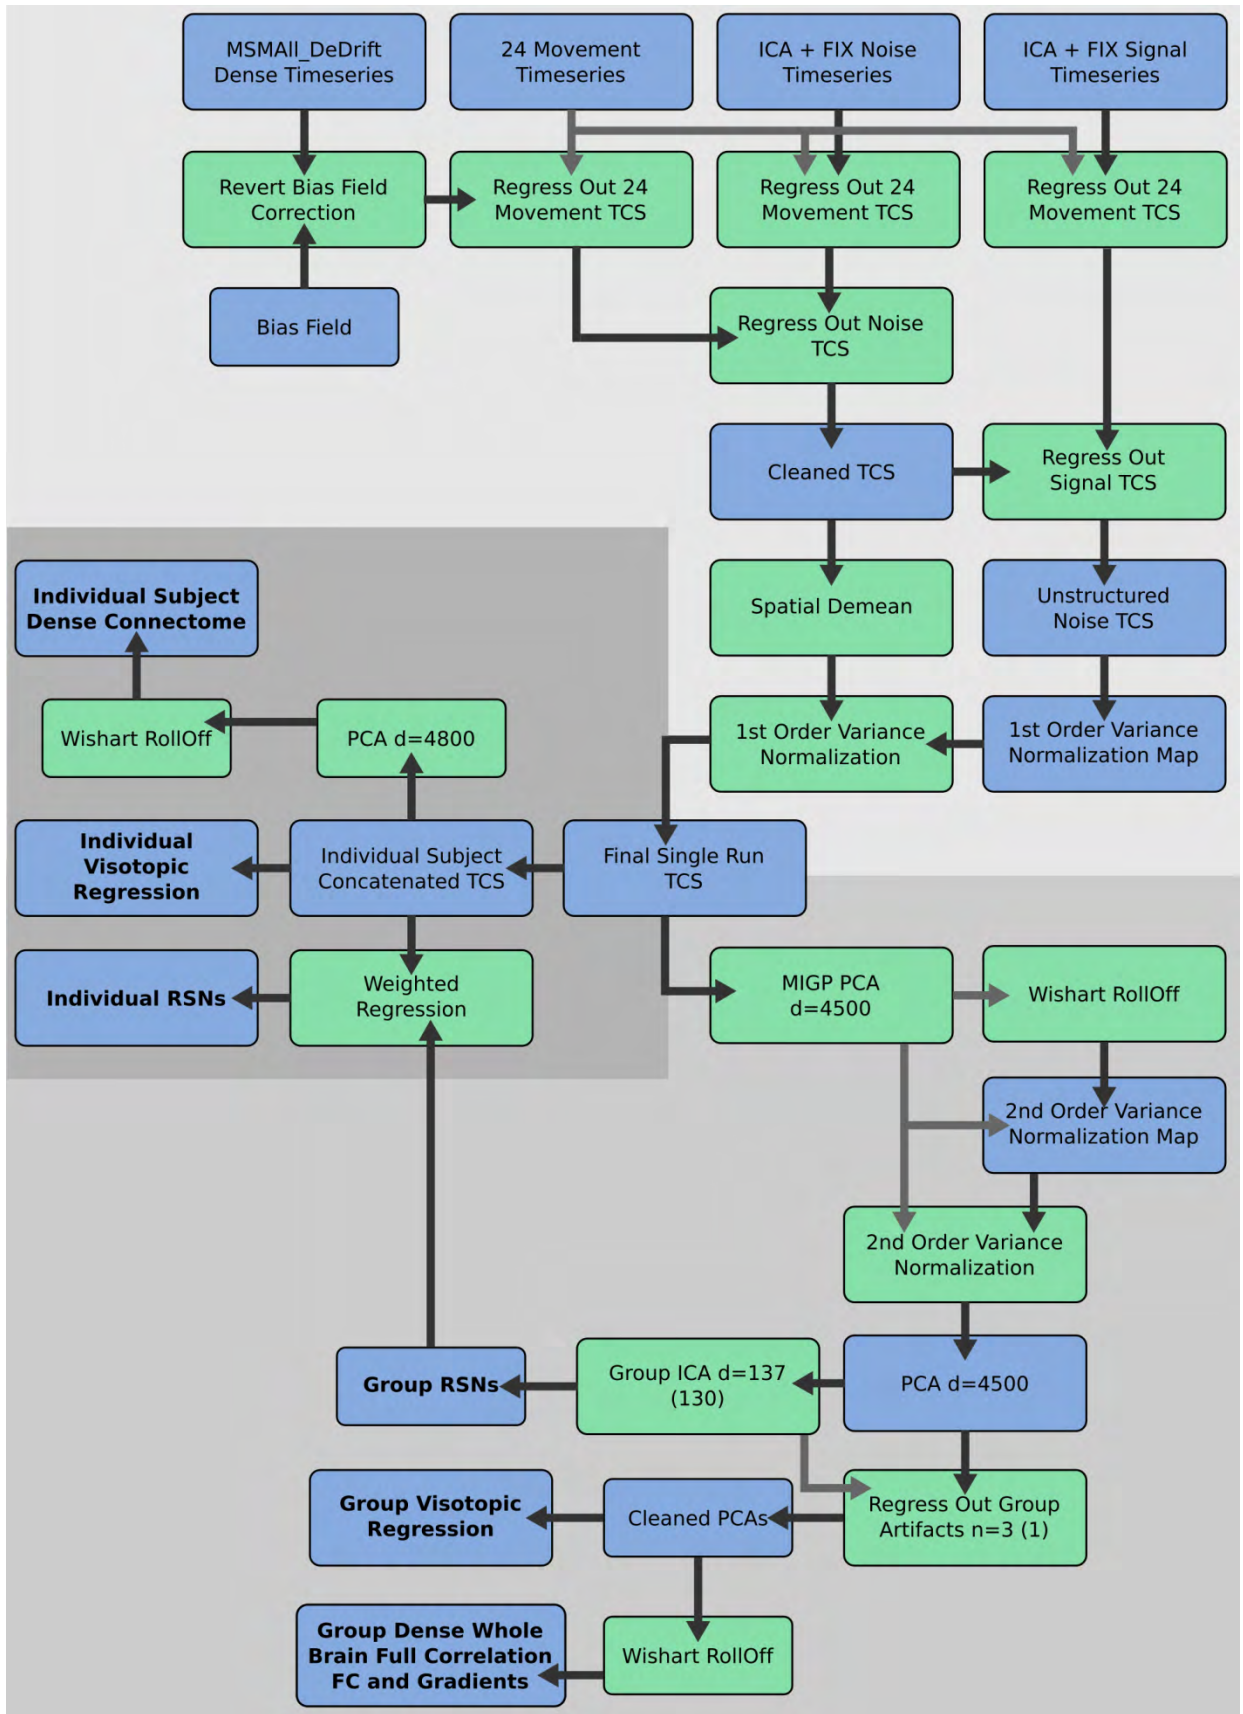 MSMAll_DeDrift
Dense Timeseries
24 Movement
Timeseries
ICA + FIX Noise
Timeseries
ICA + FIX Signal
Timeseries
Revert Bias Field
Correction
Regress Out 24
Movement TCS
Regress Out 24
Movement TCS
Regress Out 24
Movement TCS
Bias Field
Regress Out Noise
TCS
Cleaned TCS
Regress Out
Signal TCS
Individual Subject
Dense Connectome
Spatial Demean
Unstructured
Noise TCS
Wishart RollOff
PCA d=4800
1st Order Variance
Normalization
1st Order Variance
Normalization Map
Individual
Visotopic
Regression
Individual Subject
Concatenated TCS
Final Single Run
TCS
Individual RSNs
Weighted
Regression
MIGP PCA
d=4500
Wishart RollOff
2nd Order Variance
Normalization Map
2nd Order Variance
Normalization
Group RSNs
Group ICA d=137
(130)
PCA d=4500
Group Visotopic
Regression
Cleaned PCAs
Regress Out Group
Artifacts n=3 (1)
Group Dense Whole
Brain Full Correlation
FC and Gradients
Wishart RollOff